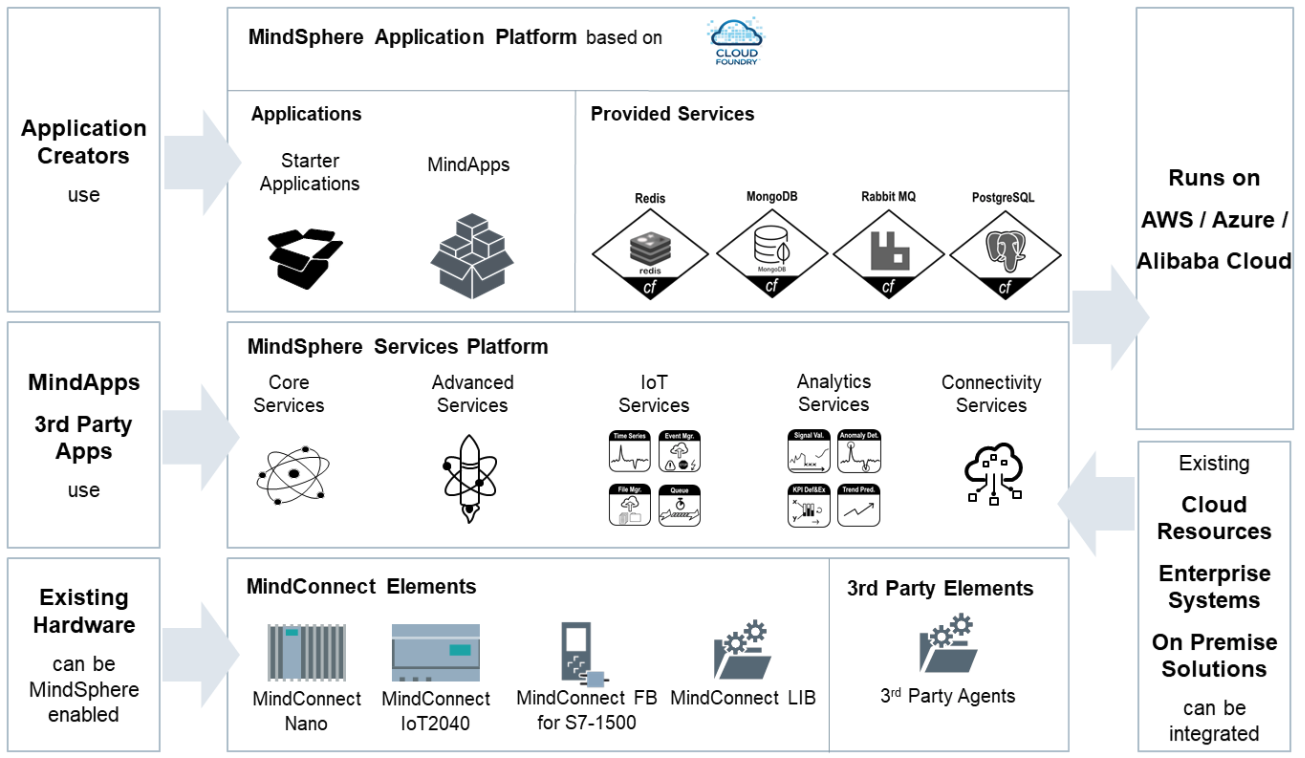 Application
Creators
use
MindSphere Application Platform based on
CLOUD
FOUNDRY
Applications
Starter
Applications
MindApps
Provided Services
Redis
redis
cf
MongoDB
MongoDB
cf
Rabbit MQ
cf
PostgreSQL
cf
Runs on
AWS / Azure /
Alibaba Cloud
MindApps
3rd Party
Apps
use
MindSphere Services Platform
Core
Services
Advanced
Services
IoT
Services
Time Series
Event Mgr.
File Mgr.
Queue
Analytics
Services
Signal Val.
xxx
Anomaly Det.
KPI Def&Ex
x
y
Trend Pred.
Connectivity
Services
Existing
Cloud
Resources
Enterprise
Systems
On Premise
Solutions
can be
integrated
Existing
Hardware
can be
MindSphere
enabled
MindConnect Elements
MindConnect
Nano
MindConnect
IoT2040
MindConnect FB
for S7-1500
MindConnect LIB
3rd Party Elements
3rd Party Agents